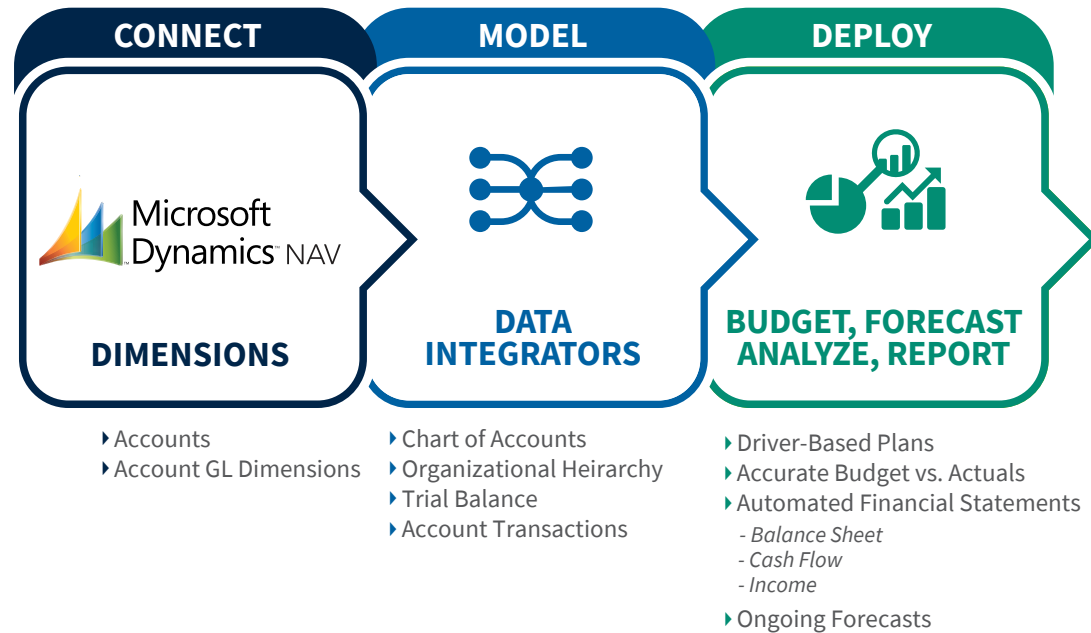 CONNECT
MODEL
DEPLOY
Microsoft
Dynamics™ NAV
DIMENSIONS
DATA
INTEGRATORS
BUDGET, FORECAST
ANALYZE, REPORT
Accounts
Account GL Dimensions
Chart of Accounts
Organizational Heirarchy
Trial Balance
Account Transactions
Driver-Based Plans
Accurate Budget vs. Actuals
Automated Financial Statements
- Balance Sheet
- Cash Flow
- Income
Ongoing Forecasts